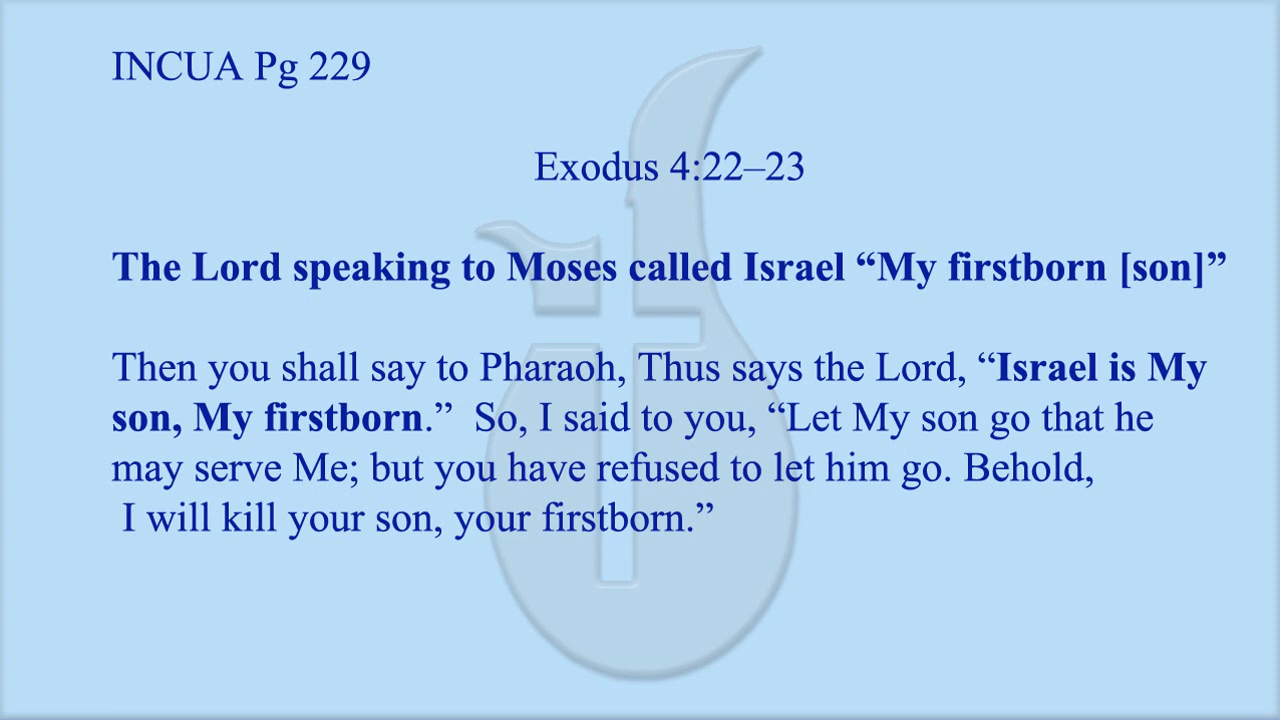 INCUA Pg 229
Exodus 4:22–23
The Lord speaking to Moses called Israel “My firstborn [son]”
Then you shall say to Pharaoh, Thus says the Lord, “Israel is My
son, My firstborn.”  So, I said to you, “Let My son go that he
may serve Me; but you have refused to let him go. Behold,
I will kill your son, your firstborn.”